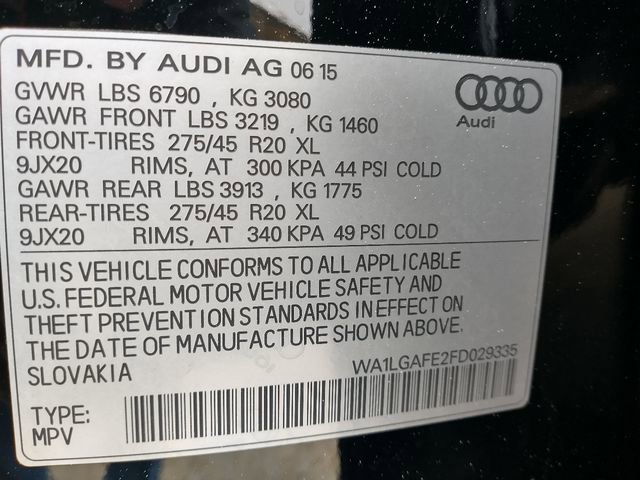 MFD. BY AUDI AG 06 15
GVWR LBS 6790 , KG 3080
GAWR FRONT LBS 3219 , KG 1460
FRONT-TIRES 275/45 R20 XL
9JX20 RIMS, AT 300 KPA 44 PSI COLD
GAWR REAR LBS 3913 , KG 1775
REAR-TIRES 275/45 R20 XL
9JX20 RIMS, AT 340 KPA 49 PSI COLD
Audi
THIS VEHICLE CONFORMS TO ALL APPLICABLE
U.S. FEDERAL MOTOR VEHICLE SAFETY AND
THEFT PREVENTION STANDARDS IN EFFECT ON
THE DATE OF MANUFACTURE SHOWN ABOVE.
SLOVAKIA
WA1LGAFE2FD029335
TYPE:
MPV